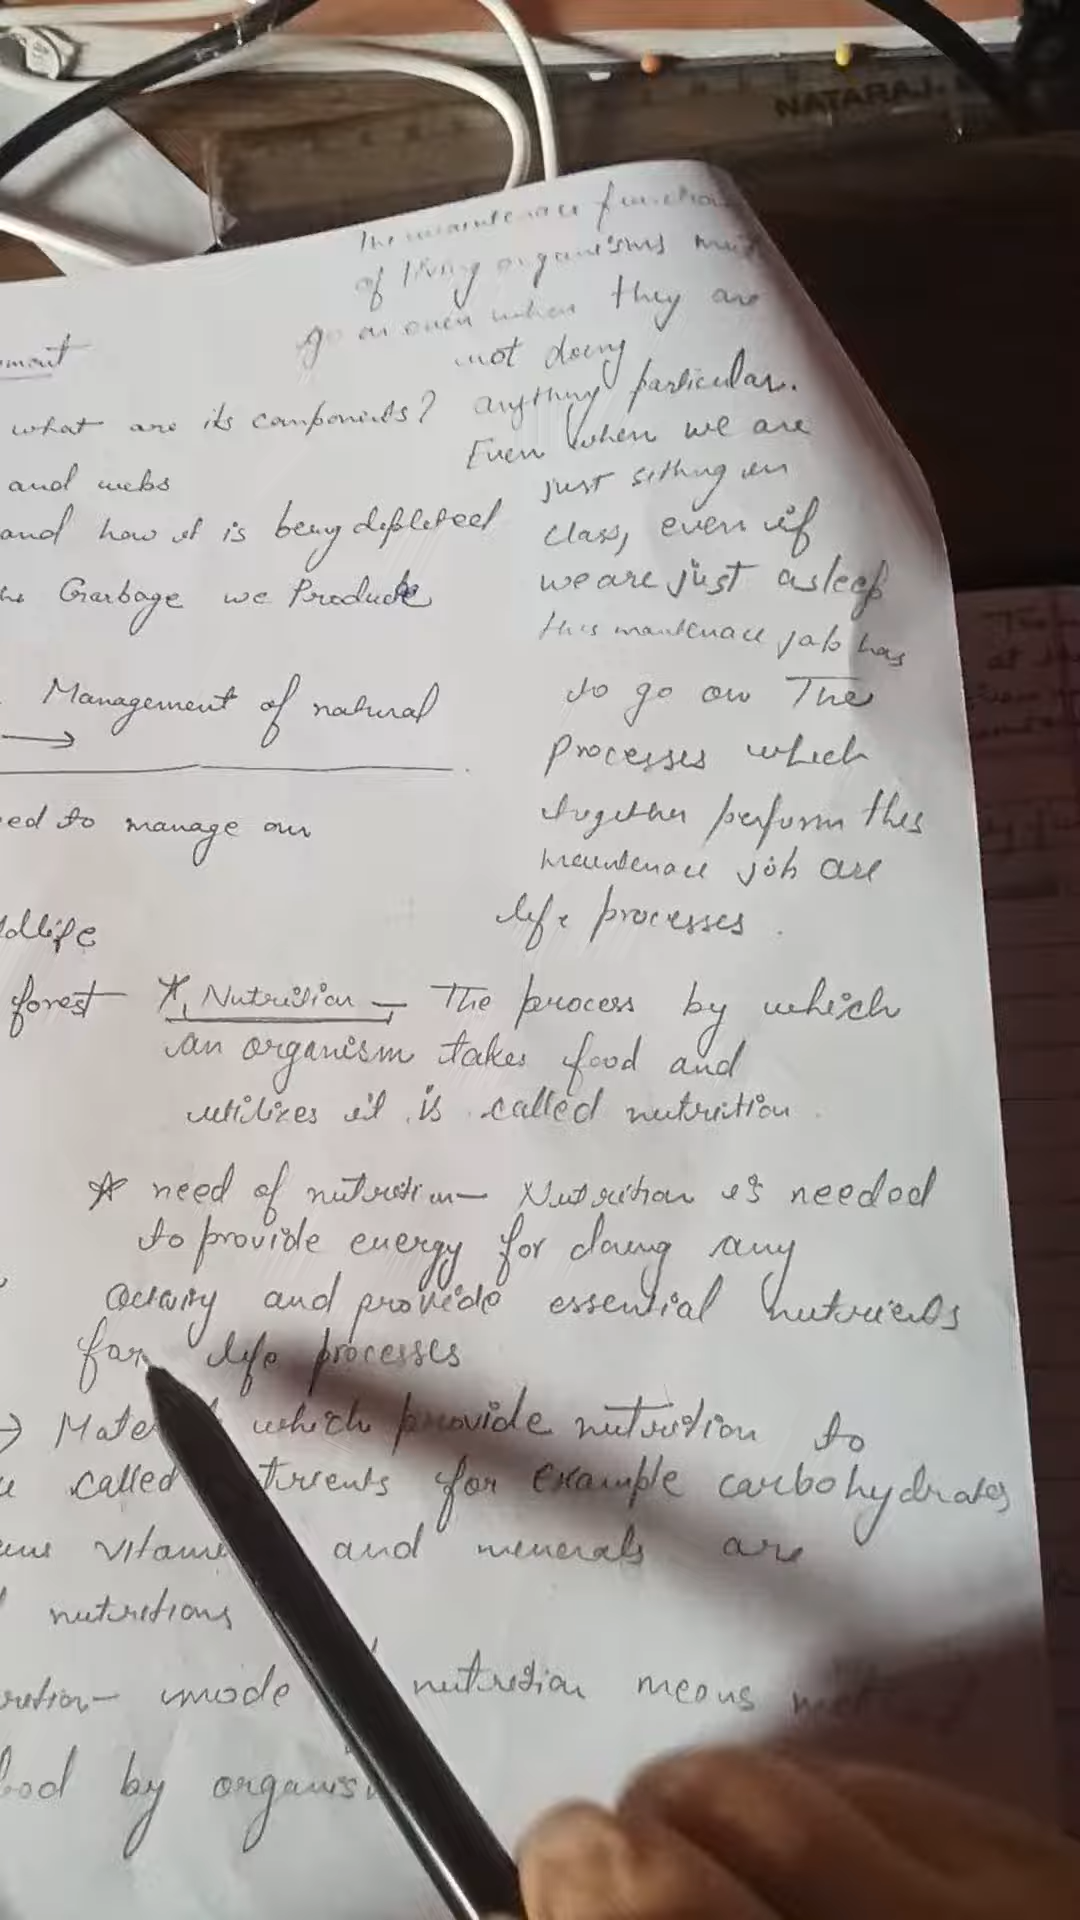 NATARAJ
The maintenace function
of living organisms must
go on even when they are
not doing
anything particular.
Even when we are
just sitting in
class, even if
we are just asleep
this mantenace job has
to go on The
processes which
together perform this
maintenace job are
life processes.
what are its components?
and webs
and how it is being depleted
Garbage we Produce
Management of natural
→
to manage our
forest
*, Nutrition - The process by which
an organism takes food and
utilizes it is called nutrition.
* need of nutrition- Nutrition is needed
to provide energy for doing any
activity and provide essential nutrients
for life processes
→ which provide nutrition to
called for example carbohydrates
and minerals are
nutritions
mode nutrition means
by